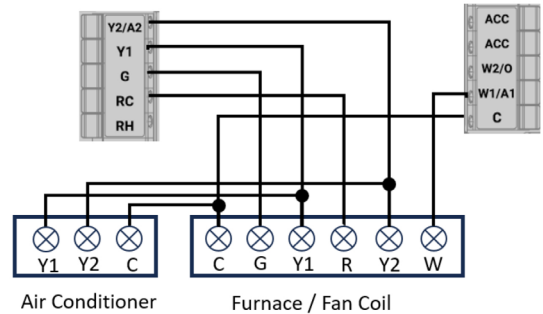 Y2/A2
Y1
G
RC
RH
ACC
ACC
W2/O
W1/A1
C
Y1 Y2 C
C G Y1 R Y2 W
Air Conditioner
Furnace / Fan Coil